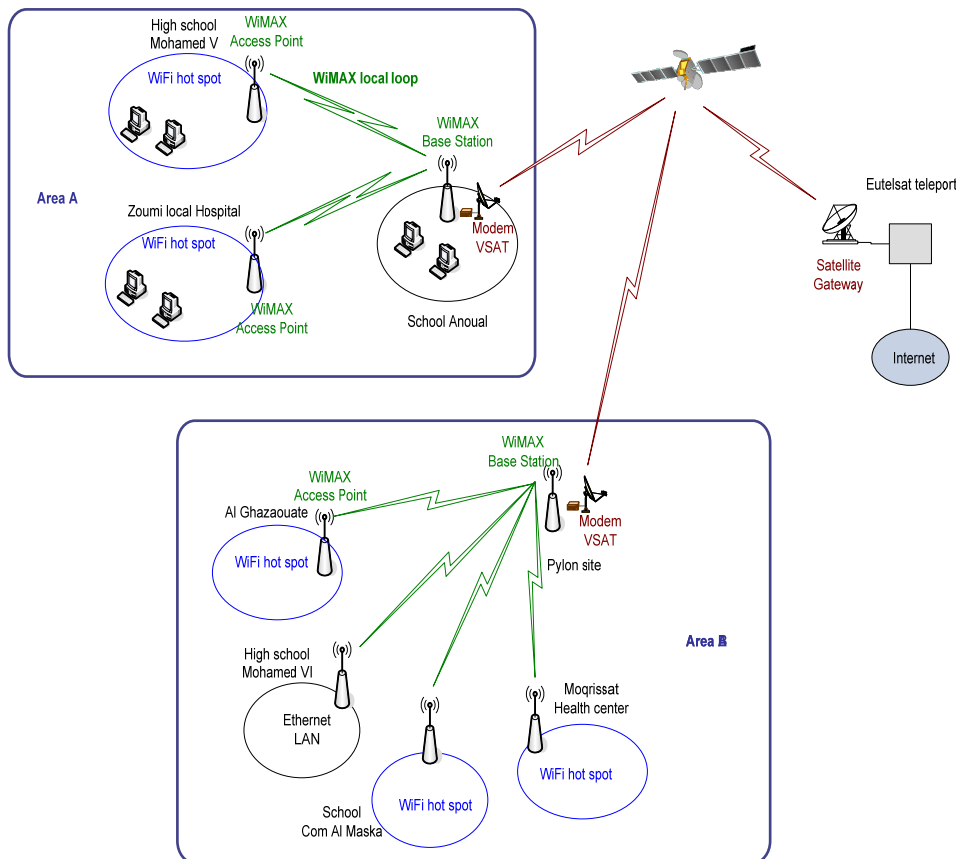 High school
Mohamed V
WiMAX
Access Point
WiFi hot spot
WiMAX local loop
WiMAX
Base Station
Area A
Zoumi local Hospital
WiFi hot spot
WiMAX
Access Point
Modem
VSAT
School Anoual
Eutelsat teleport
Satellite
Gateway
Internet
WiMAX
Base Station
WiMAX
Access Point
Al Ghazaouate
WiFi hot spot
Modem
VSAT
Pylon site
Area B
High school
Mohamed VI
Ethernet
LAN
Moqrissat
Health center
WiFi hot spot
WiFi hot spot
School
Com Al Maska